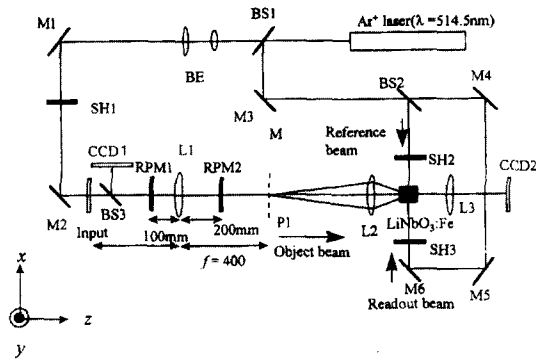 M1
BS1
Ar+ laser(λ =514.5nm)
BE
BS2
M4
M3
M
SH1
Reference
beam
CCD1
L1
RPM1
RPM2
SH2
CCD2
M2
BS3
Input
P1
L2
L3
LiNbO3:Fe
100mm
200mm
SH3
Object beam
f = 400
M6
M5
Readout beam
x
z
y